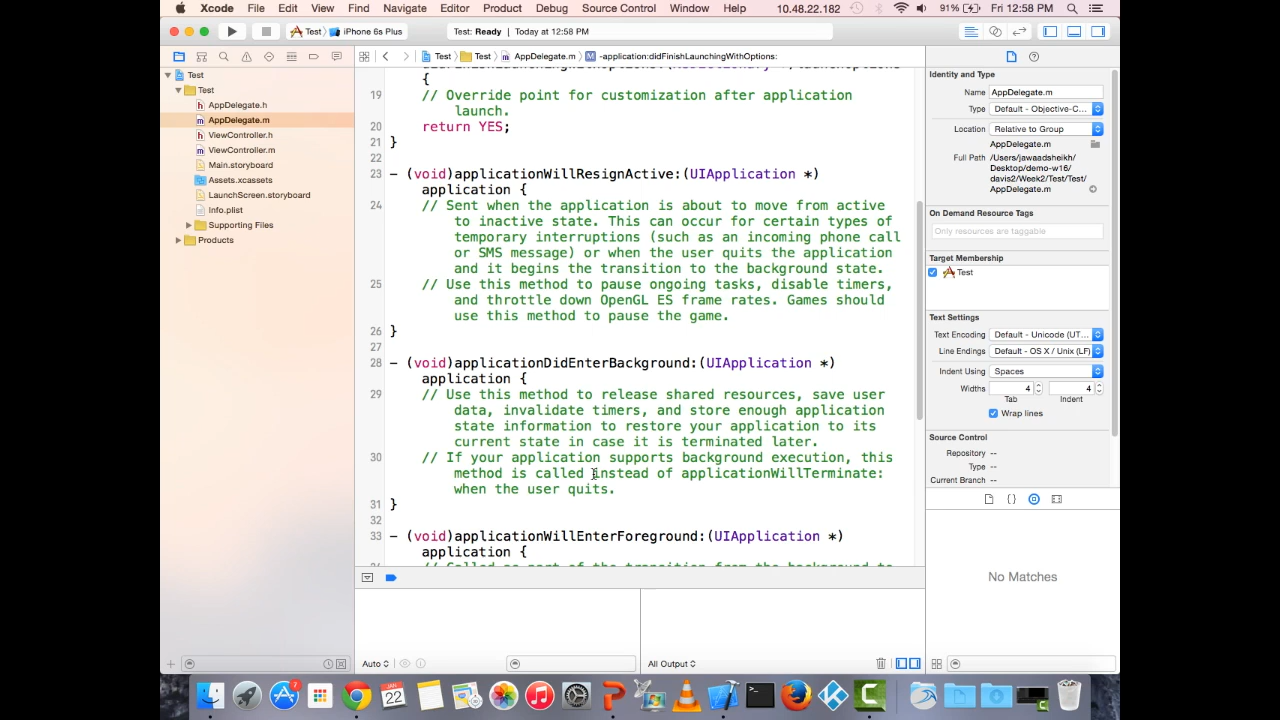 Xcode File Edit View Find Navigate Editor Product Debug Source Control Window Help 10.48.22.182 91% Fri 12:58 PM
Test iPhone 6s Plus Test: Ready | Today at 12:58 PM
Test Test AppDelegate.m M -application:didFinishLaunchingWithOptions:
Test
Test
h AppDelegate.h
m AppDelegate.m
h ViewController.h
m ViewController.m
Main.storyboard
Assets.xcassets
LaunchScreen.storyboard
Info.plist
Supporting Files
Products
{
19 // Override point for customization after application
launch.
20 return YES;
21 }
22
23 - (void)applicationWillResignActive:(UIApplication *)
application {
24 // Sent when the application is about to move from active
to inactive state. This can occur for certain types of
temporary interruptions (such as an incoming phone call
or SMS message) or when the user quits the application
and it begins the transition to the background state.
25 // Use this method to pause ongoing tasks, disable timers,
and throttle down OpenGL ES frame rates. Games should
use this method to pause the game.
26 }
27
28 - (void)applicationDidEnterBackground:(UIApplication *)
application {
29 // Use this method to release shared resources, save user
data, invalidate timers, and store enough application
state information to restore your application to its
current state in case it is terminated later.
30 // If your application supports background execution, this
method is called instead of applicationWillTerminate:
when the user quits.
31 }
32
33 - (void)applicationWillEnterForeground:(UIApplication *)
application {
Identity and Type
Name AppDelegate.m
Type Default - Objective-C...
Location Relative to Group
AppDelegate.m
Full Path /Users/jawaadsheikh/
Desktop/demo-w16/
davis2/Week2/Test/Test/
AppDelegate.m
On Demand Resource Tags
Only resources are taggable
Target Membership
Test
Text Settings
Text Encoding Default - Unicode (UT...
Line Endings Default - OS X / Unix (LF)
Indent Using Spaces
Widths 4 4
Tab Indent
Wrap lines
Source Control
Repository --
Type --
Current Branch --
{ }
No Matches
Auto All Output
JAN
22
7